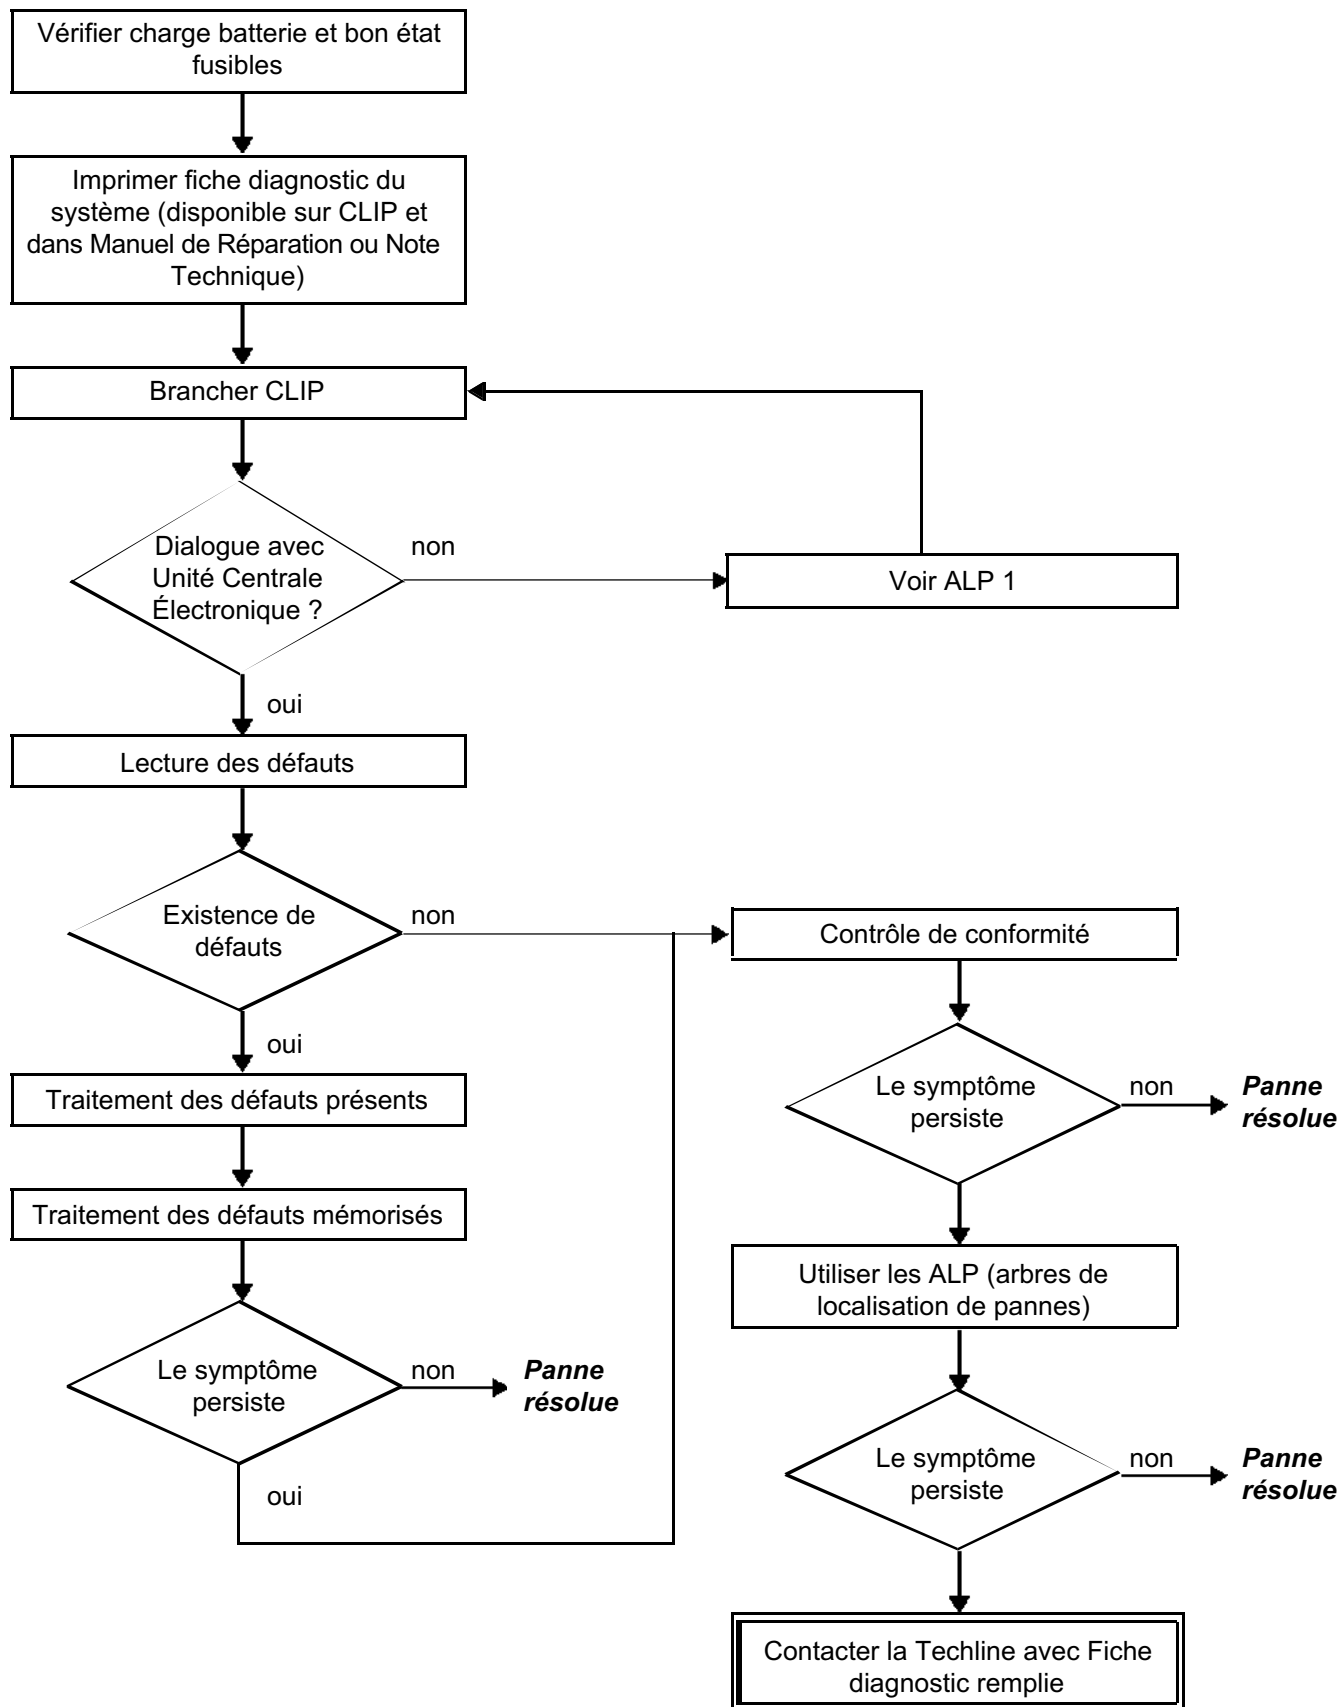 Vérifier charge batterie et bon état
fusibles
Imprimer fiche diagnostic du
système (disponible sur CLIP et
dans Manuel de Réparation ou Note
Technique)
Brancher CLIP
Dialogue avec
Unité Centrale
Électronique ?
non
Voir ALP 1
oui
Lecture des défauts
Existence de
défauts
non
Contrôle de conformité
oui
Traitement des défauts présents
Le symptôme
persiste
non
Panne
résolue
Traitement des défauts mémorisés
Utiliser les ALP (arbres de
localisation de pannes)
Le symptôme
persiste
non
Panne
résolue
oui
Le symptôme
persiste
non
Panne
résolue
Contacter la Techline avec Fiche
diagnostic remplie